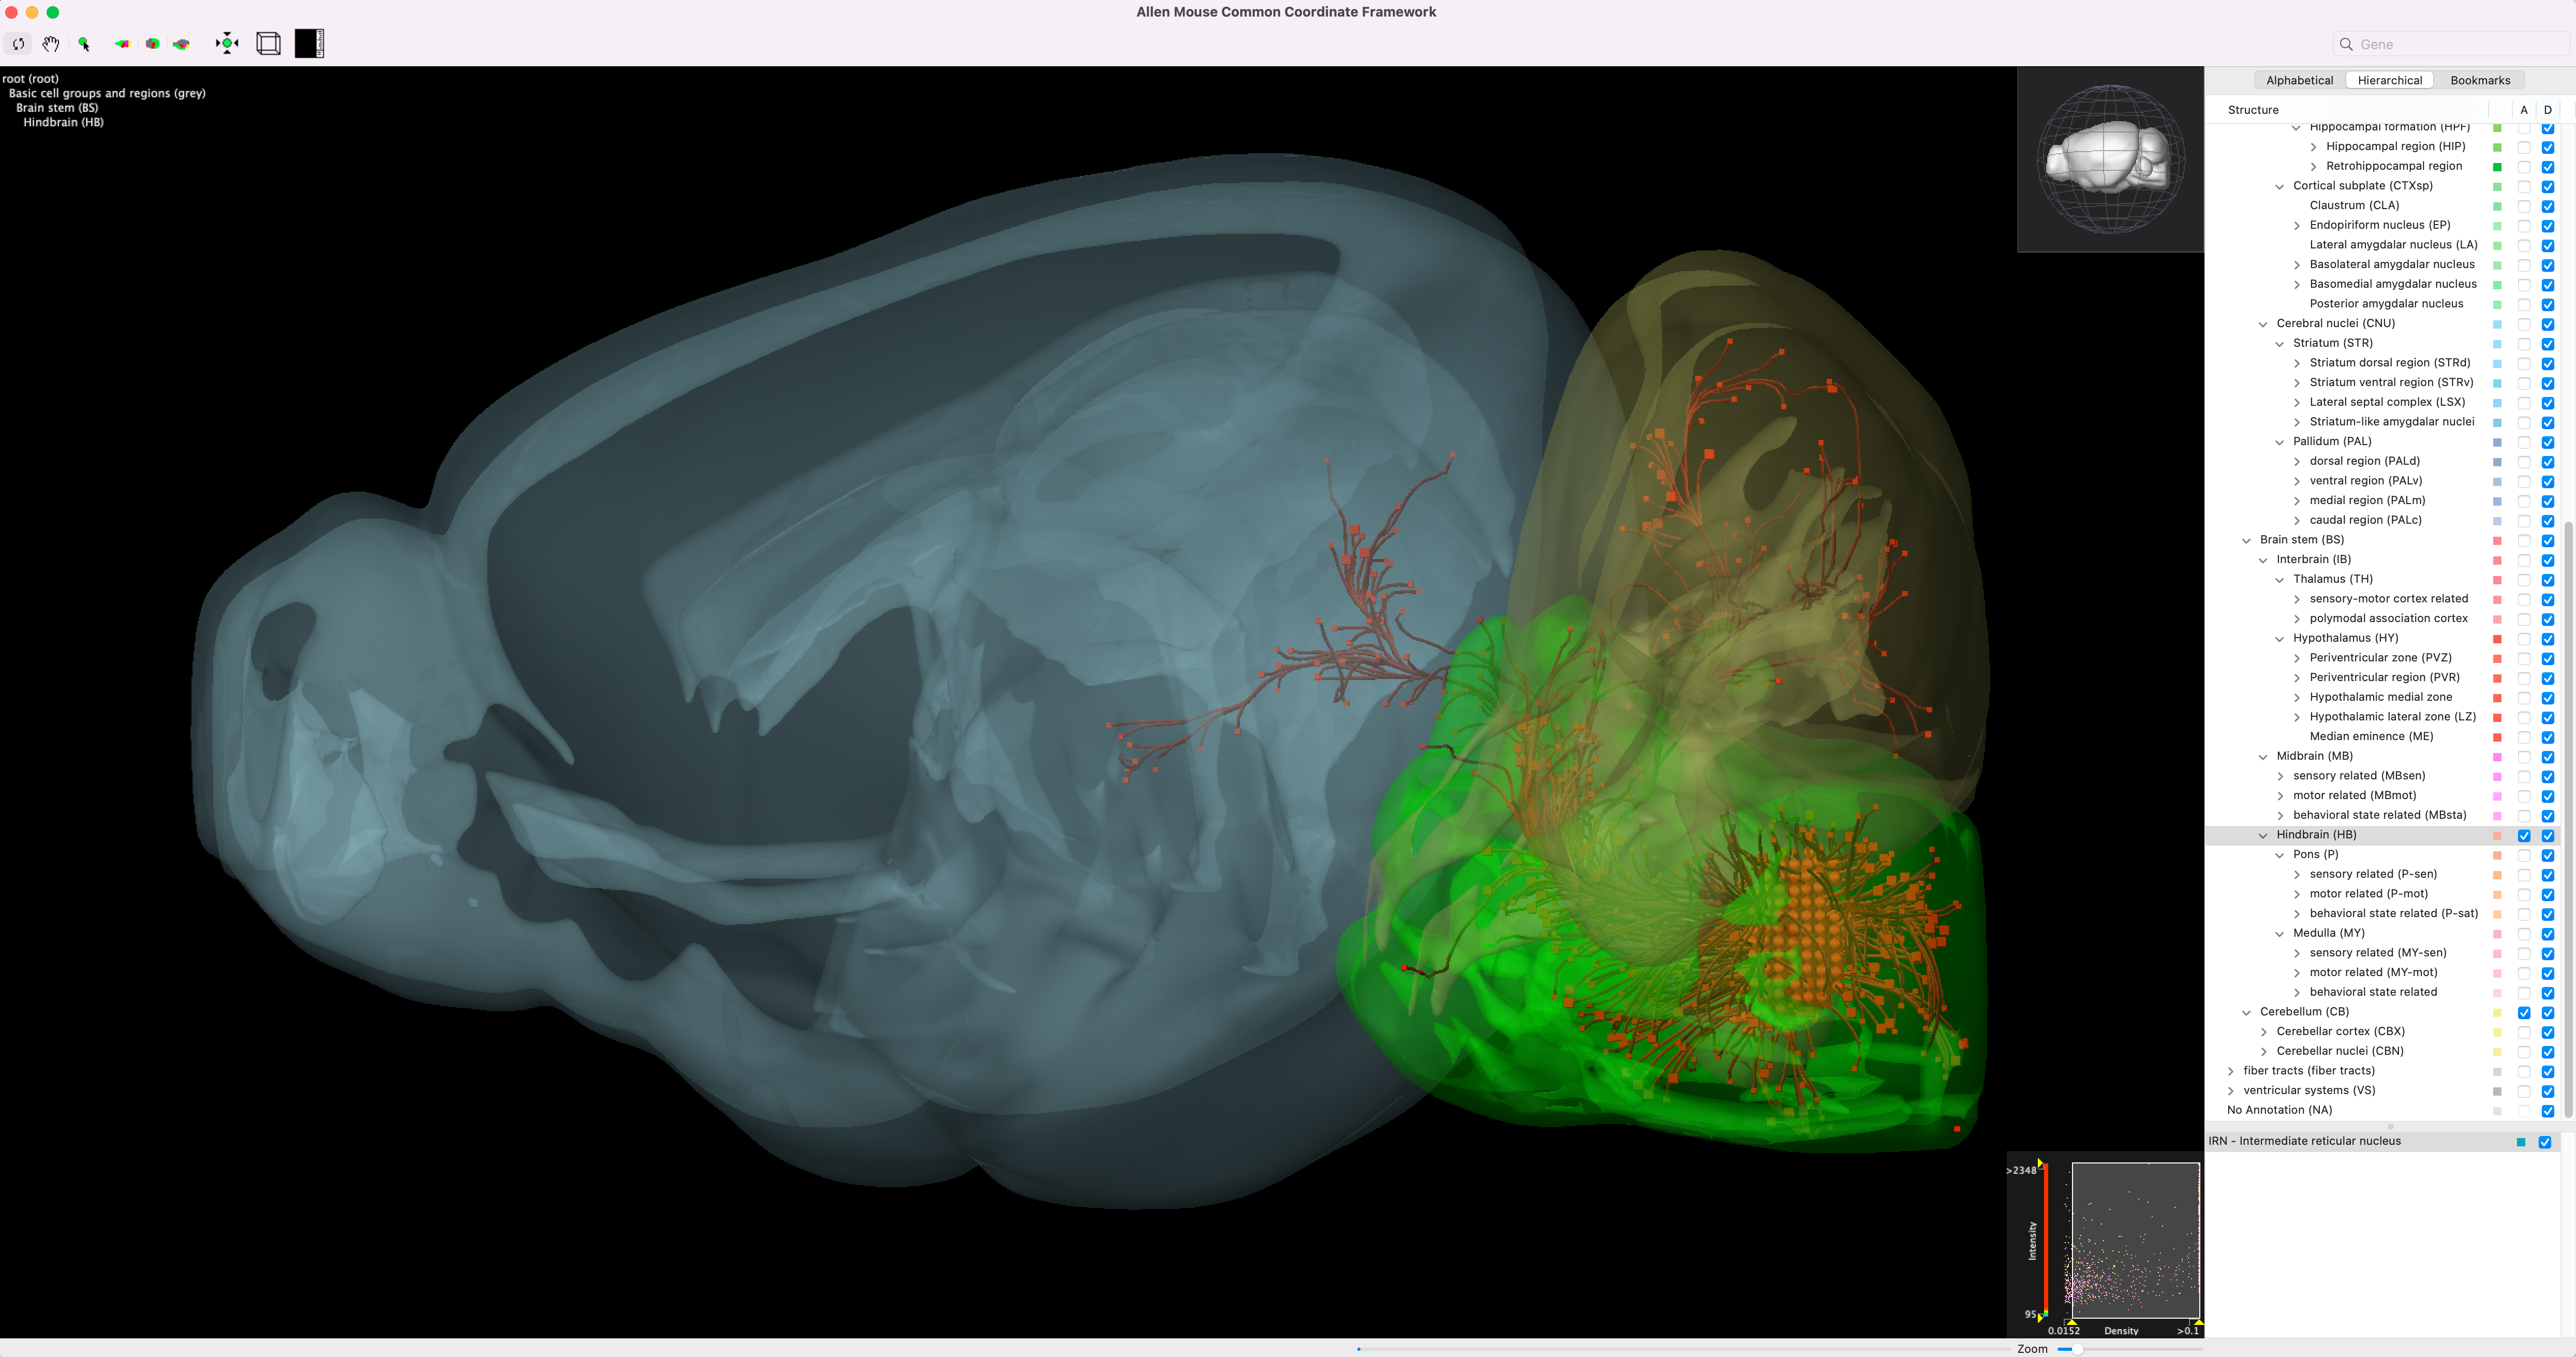 Allen Mouse Common Coordinate Framework
Gene
root (root)
Basic cell groups and regions (grey)
Brain stem (BS)
Hindbrain (HB)
Alphabetical
Hierarchical
Bookmarks
Structure
A
D
Hippocampal formation (HPF)
Hippocampal region (HIP)
Retrohippocampal region
Cortical subplate (CTXsp)
Claustrum (CLA)
Endopiriform nucleus (EP)
Lateral amygdalar nucleus (LA)
Basolateral amygdalar nucleus
Basomedial amygdalar nucleus
Posterior amygdalar nucleus
Cerebral nuclei (CNU)
Striatum (STR)
Striatum dorsal region (STRd)
Striatum ventral region (STRv)
Lateral septal complex (LSX)
Striatum-like amygdalar nuclei
Pallidum (PAL)
dorsal region (PALd)
ventral region (PALv)
medial region (PALm)
caudal region (PALc)
Brain stem (BS)
Interbrain (IB)
Thalamus (TH)
sensory-motor cortex related
polymodal association cortex
Hypothalamus (HY)
Periventricular zone (PVZ)
Periventricular region (PVR)
Hypothalamic medial zone
Hypothalamic lateral zone (LZ)
Median eminence (ME)
Midbrain (MB)
sensory related (MBsen)
motor related (MBmot)
behavioral state related (MBsta)
Hindbrain (HB)
Pons (P)
sensory related (P-sen)
motor related (P-mot)
behavioral state related (P-sat)
Medulla (MY)
sensory related (MY-sen)
motor related (MY-mot)
behavioral state related
Cerebellum (CB)
Cerebellar cortex (CBX)
Cerebellar nuclei (CBN)
fiber tracts (fiber tracts)
ventricular systems (VS)
No Annotation (NA)
IRN - Intermediate reticular nucleus
>2348
Intensity
95
0.0152
Density
>0.1
Zoom